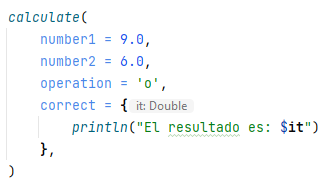 calculate(
    number1 = 9.0,
    number2 = 6.0,
    operation = 'o',
    correct = { it: Double
        println("El resultado es: $it")
    },
)